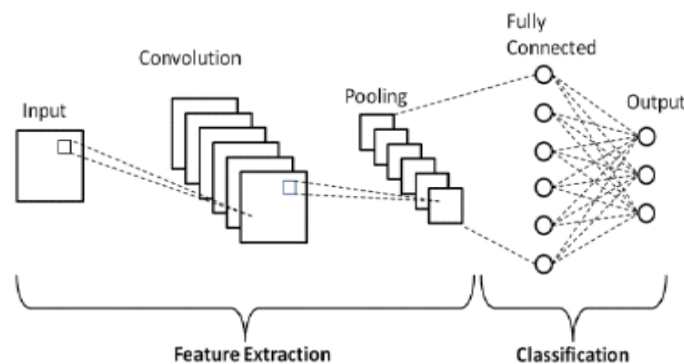 Input
Convolution
Pooling
Fully
Connected
Output
Feature Extraction
Classification